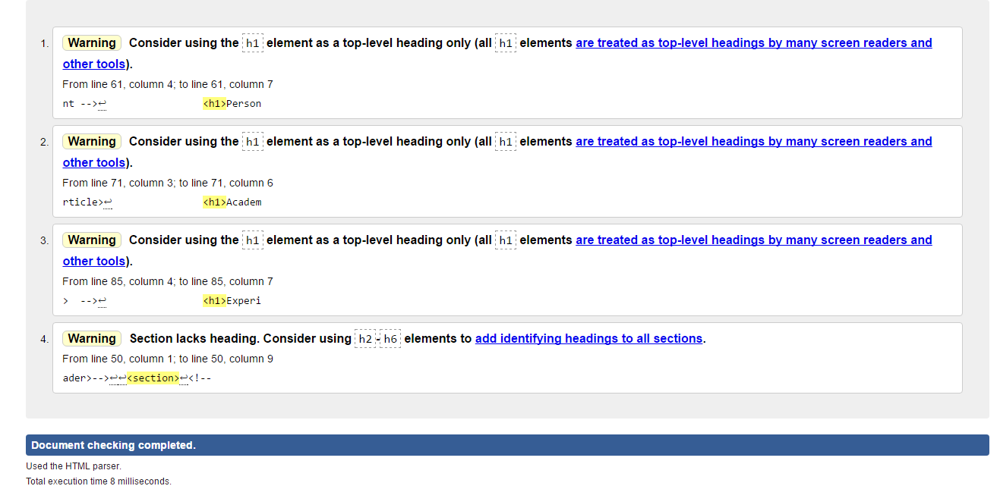 1. Warning Consider using the h1 element as a top-level heading only (all h1 elements are treated as top-level headings by many screen readers and
other tools).
From line 61, column 4; to line 61, column 7
nt -->↩ <h1>Person
2. Warning Consider using the h1 element as a top-level heading only (all h1 elements are treated as top-level headings by many screen readers and
other tools).
From line 71, column 3; to line 71, column 6
rticle>↩ <h1>Academ
3. Warning Consider using the h1 element as a top-level heading only (all h1 elements are treated as top-level headings by many screen readers and
other tools).
From line 85, column 4; to line 85, column 7
> -->↩ <h1>Experi
4. Warning Section lacks heading. Consider using h2-h6 elements to add identifying headings to all sections.
From line 50, column 1; to line 50, column 9
ader>-->↩↩<section>↩<!--
Document checking completed.
Used the HTML parser.
Total execution time 8 milliseconds.